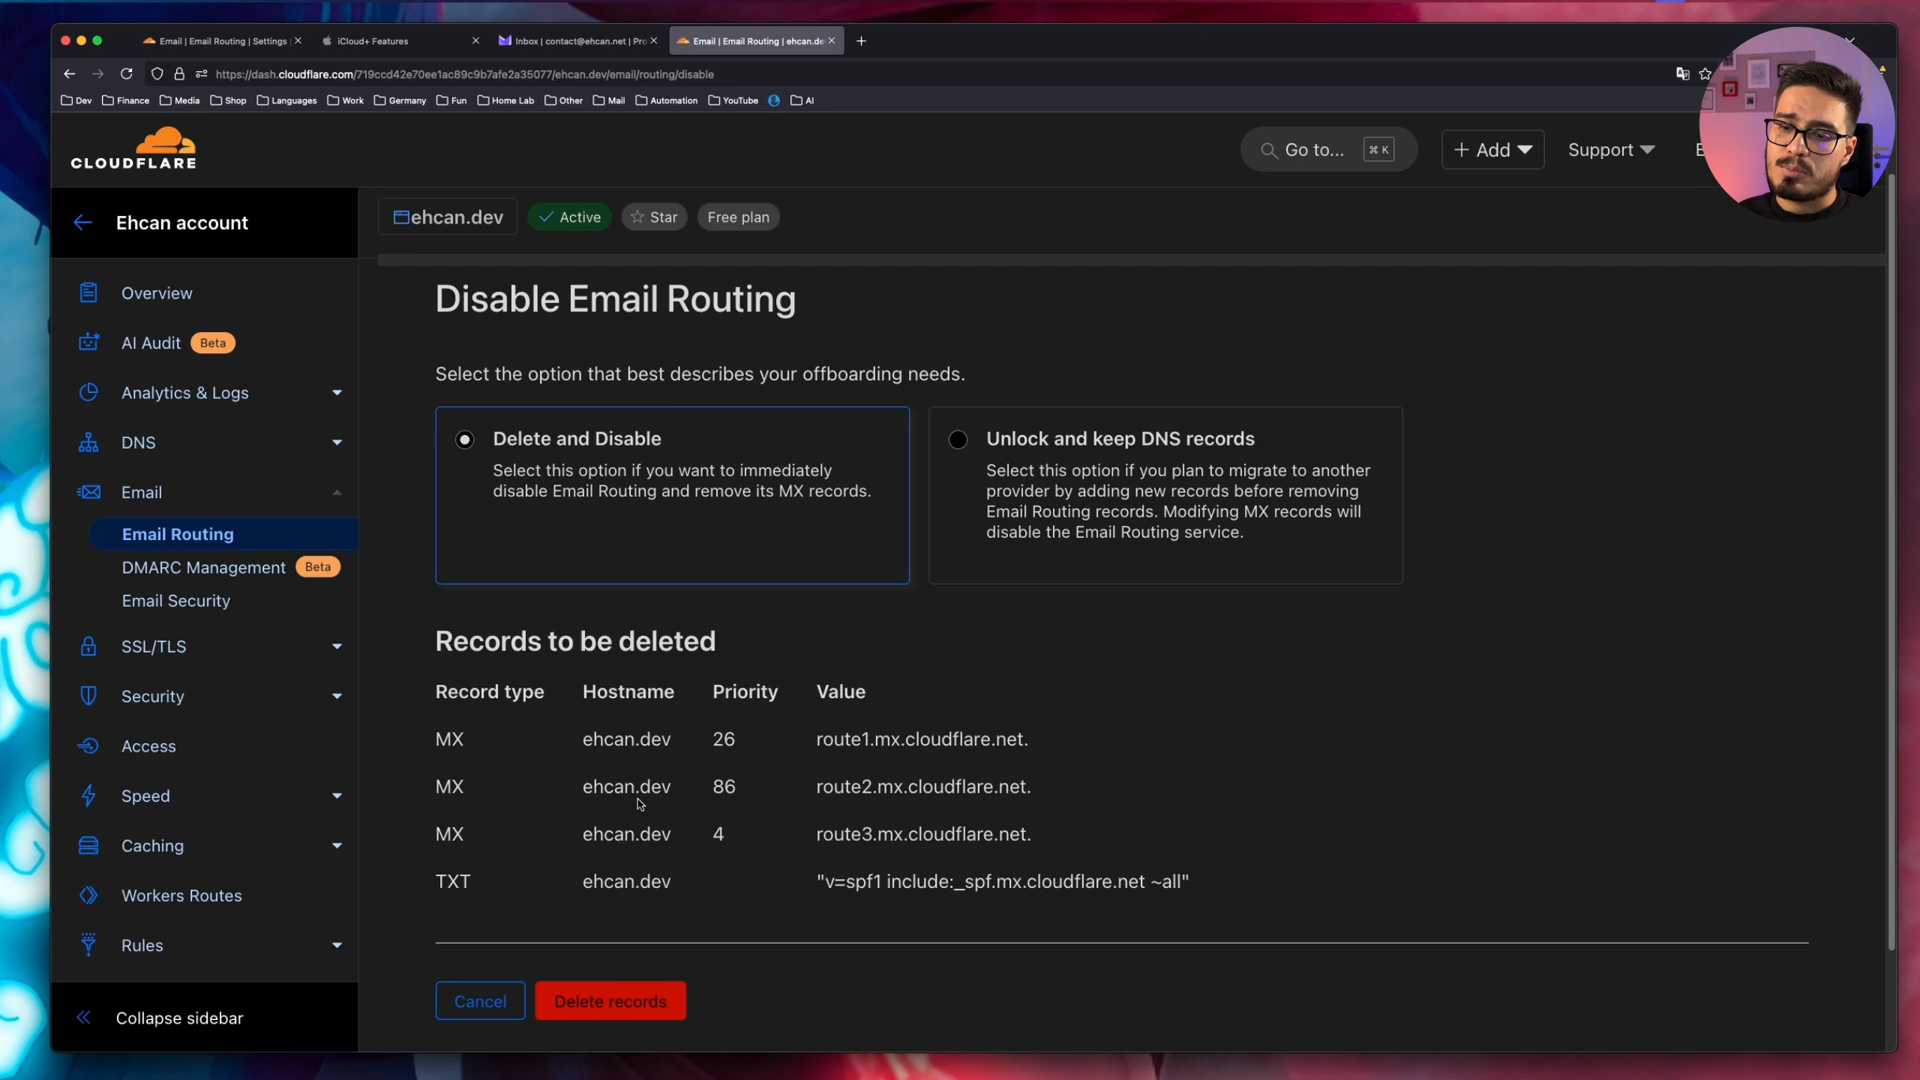 Email | Email Routing | Settings
iCloud+ Features
Inbox | contact@ehcan.net | Pro
Email | Email Routing | ehcan.de
https://dash.cloudflare.com/719ccd42e70ee1ac89c9b7afe2a35077/ehcan.dev/email/routing/disable
Dev Finance Media Shop Languages Work Germany Fun Home Lab Other Mail Automation YouTube AI
CLOUDFLARE
Go to... ⌘ K
+ Add
Support
Ehcan account
ehcan.dev
Active
Star
Free plan
Overview
AI Audit Beta
Analytics & Logs
DNS
Email
Email Routing
DMARC Management Beta
Email Security
SSL/TLS
Security
Access
Speed
Caching
Workers Routes
Rules
Collapse sidebar
Disable Email Routing
Select the option that best describes your offboarding needs.
Delete and Disable
Select this option if you want to immediately
disable Email Routing and remove its MX records.
Unlock and keep DNS records
Select this option if you plan to migrate to another
provider by adding new records before removing
Email Routing records. Modifying MX records will
disable the Email Routing service.
Records to be deleted
Record type Hostname Priority Value
MX ehcan.dev 26 route1.mx.cloudflare.net.
MX ehcan.dev 86 route2.mx.cloudflare.net.
MX ehcan.dev 4 route3.mx.cloudflare.net.
TXT ehcan.dev "v=spf1 include:_spf.mx.cloudflare.net ~all"
Cancel
Delete records